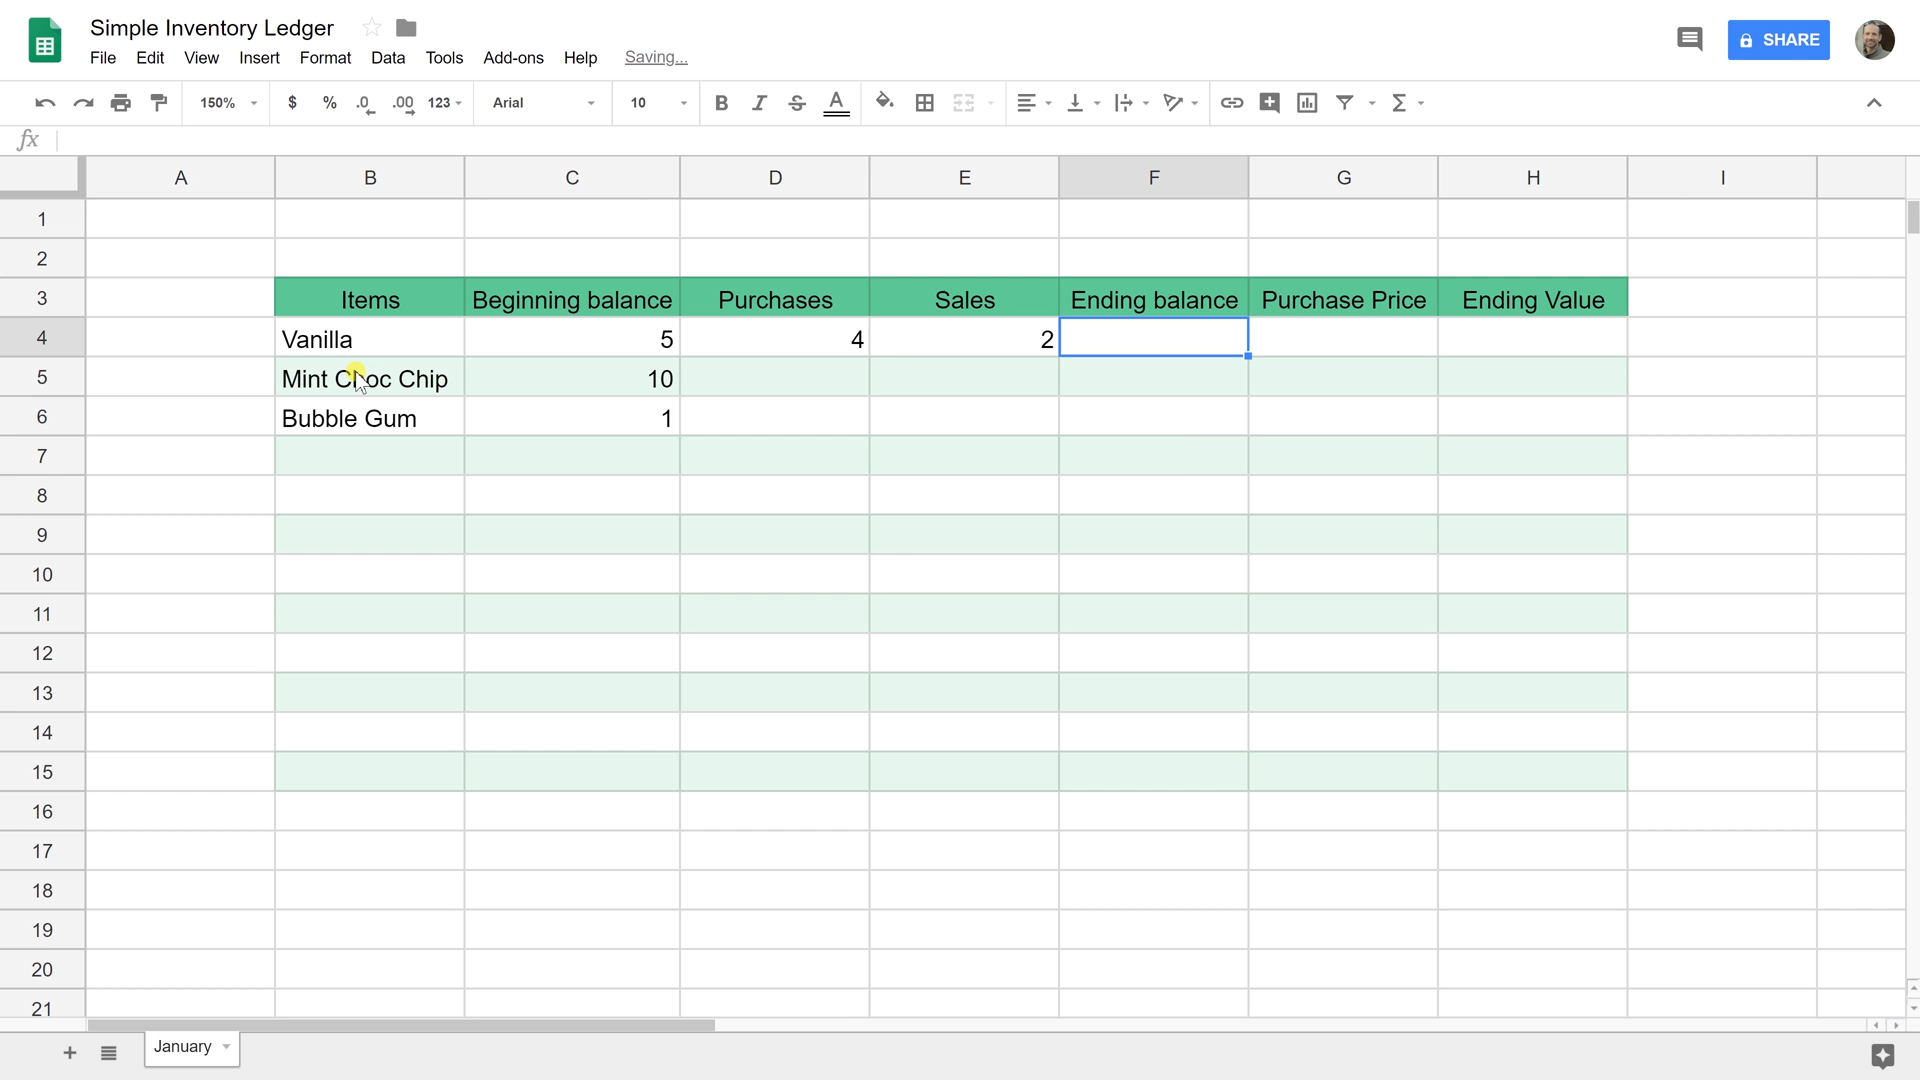 Simple Inventory Ledger
File Edit View Insert Format Data Tools Add-ons Help Saving...
SHARE
150% $ % .0 .00 123 Arial 10 B I S A Σ
fx
A B C D E F G H I
1
2
3 Items Beginning balance Purchases Sales Ending balance Purchase Price Ending Value
4 Vanilla 5 4 2
5 Mint Choc Chip 10
6 Bubble Gum 1
7
8
9
10
11
12
13
14
15
16
17
18
19
20
21
January